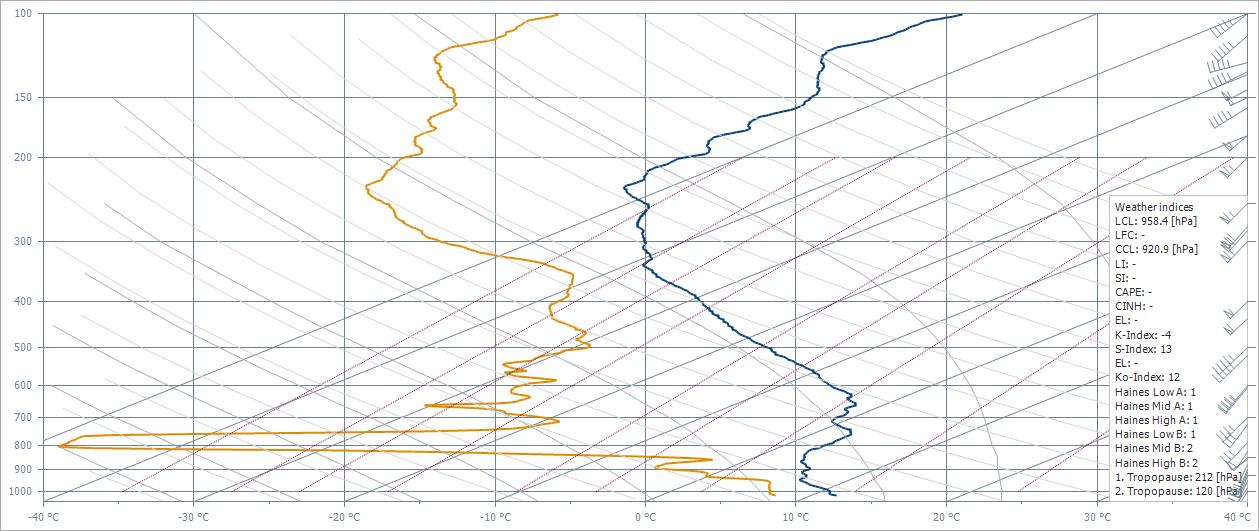 100
150
200
300
400
500
600
700
800
900
1000
Weather indices
LCL: 958.4 [hPa]
LFC: -
CCL: 920.9 [hPa]
LI: -
SI: -
CAPE: -
CINH: -
EL: -
K-Index: -4
S-Index: 13
EL: -
Ko-Index: 12
Haines Low A: 1
Haines Mid A: 1
Haines High A: 1
Haines Low B: 1
Haines Mid B: 2
Haines High B: 2
1. Tropopause: 212 [hPa]
2. Tropopause: 120 [hPa]
-40 °C -30 °C -20 °C -10 °C 0 °C 10 °C 20 °C 30 °C 40 °C